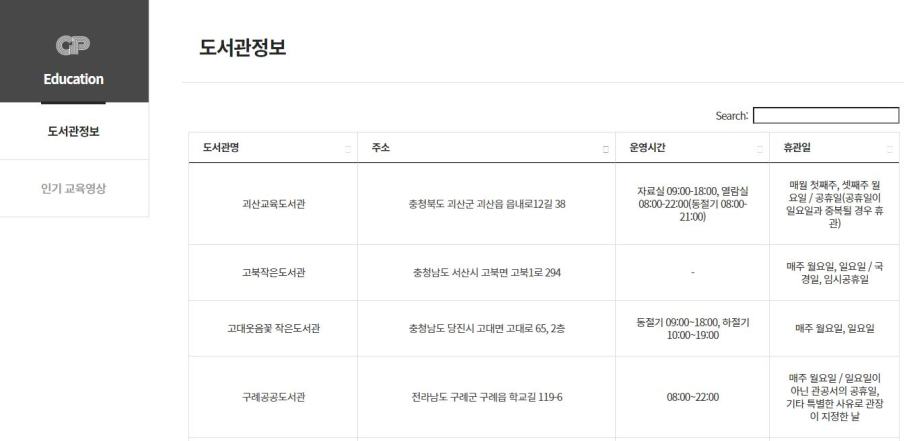 CIP
Education
도서관정보
인기 교육영상
도서관정보
Search:
도서관명 주소 운영시간 휴관일
괴산교육도서관
충청북도 괴산군 괴산읍 읍내로12길 38
자료실 09:00-18:00, 열람실
08:00-22:00(동절기 08:00-
21:00)
매월 첫째주, 셋째주 월
요일 / 공휴일(공휴일이
일요일과 중복될 경우 휴
관)
고북작은도서관
충청남도 서산시 고북면 고북1로 294
-
매주 월요일, 일요일 / 국
경일, 임시공휴일
고대웃음꽃 작은도서관
충청남도 당진시 고대면 고대로 65, 2층
동절기 09:00~18:00, 하절기
10:00~19:00
매주 월요일, 일요일
구례공공도서관
전라남도 구례군 구례읍 학교길 119-6
08:00~22:00
매주 월요일 / 일요일이
아닌 관공서의 공휴일,
기타 특별한 사유로 관장
이 지정한 날